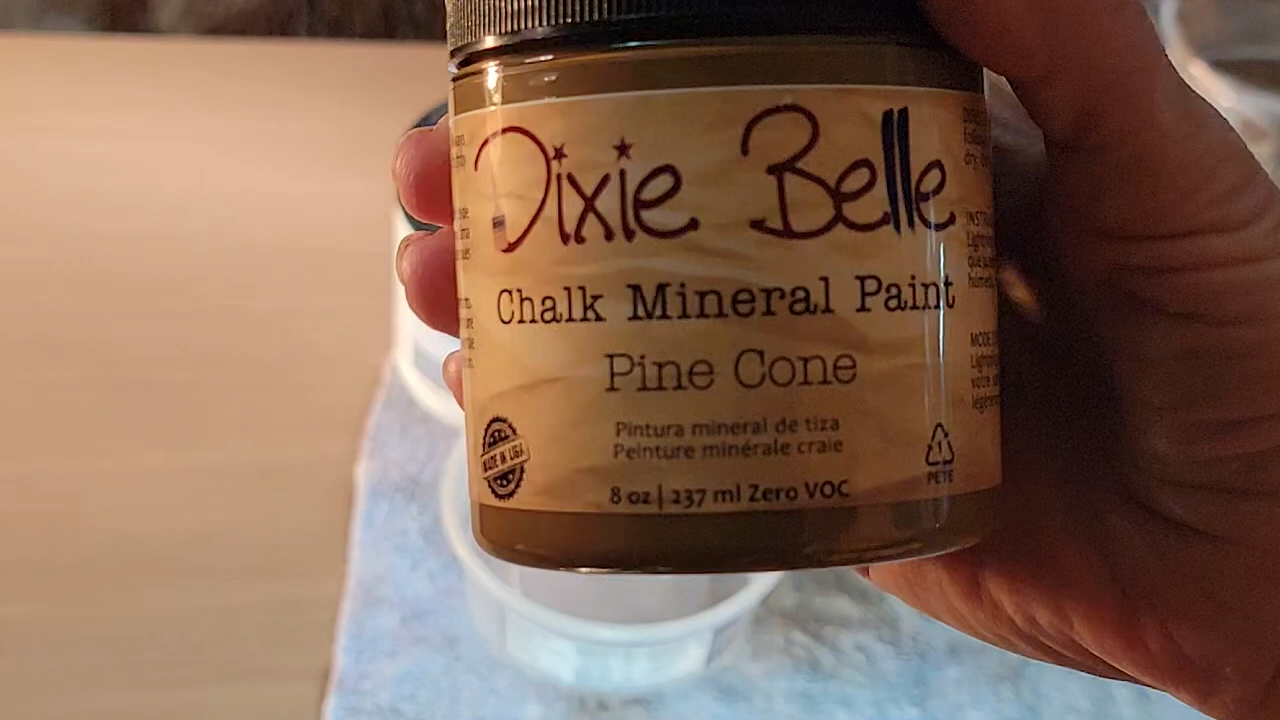 Dixie Belle
Chalk Mineral Paint
Pine Cone
Pintura mineral de tiza
Peinture minérale craie
8 oz | 237 ml Zero VOC
MADE IN USA
1
PETE